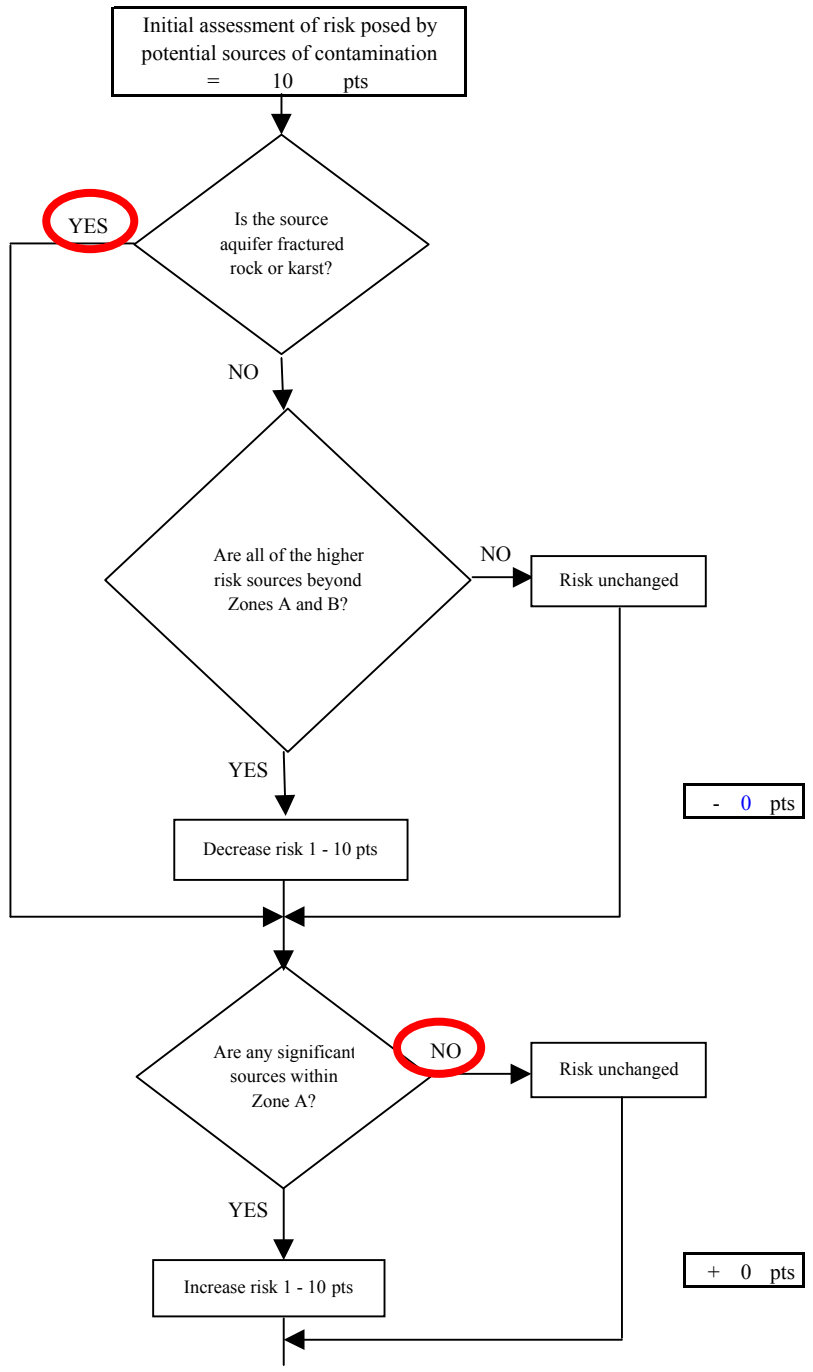 Initial assessment of risk posed by
potential sources of contamination
= 10 pts
YES
Is the source
aquifer fractured
rock or karst?
NO
Are all of the higher
risk sources beyond
Zones A and B?
NO
Risk unchanged
YES
- 0 pts
Decrease risk 1 - 10 pts
Are any significant
sources within
Zone A?
NO
Risk unchanged
YES
+ 0 pts
Increase risk 1 - 10 pts